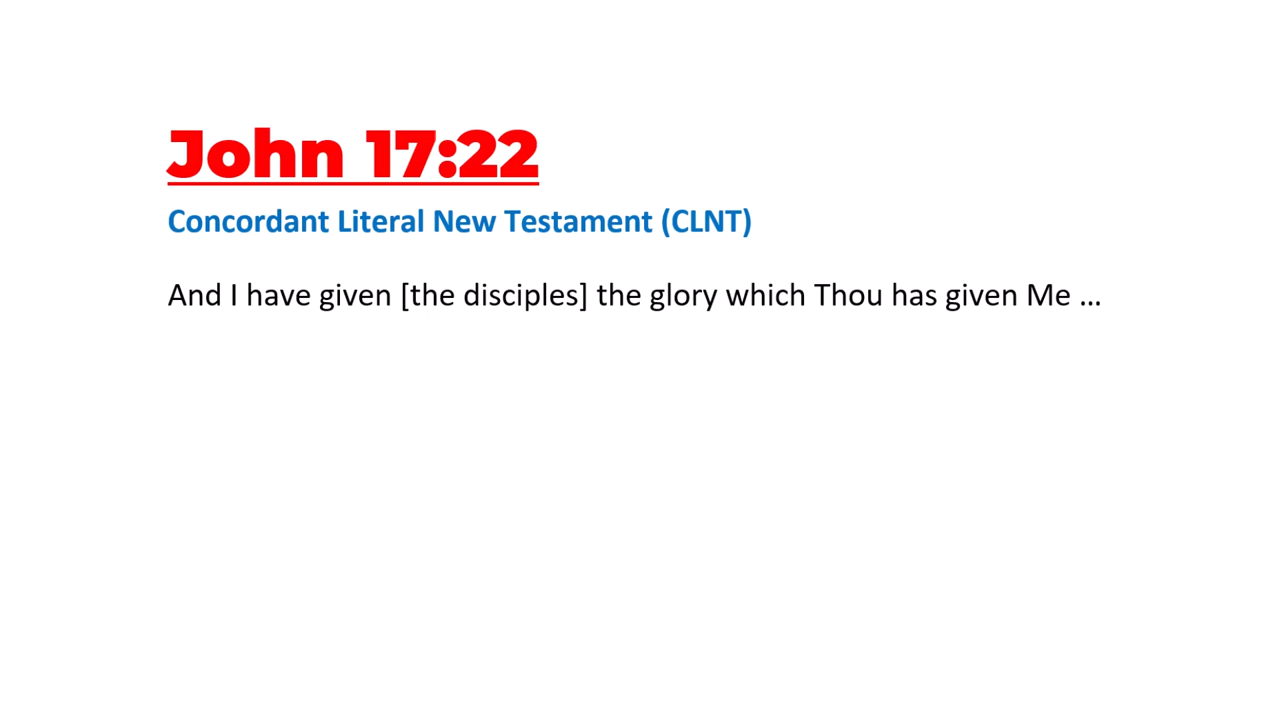 John 17:22
Concordant Literal New Testament (CLNT)
And I have given [the disciples] the glory which Thou has given Me ...